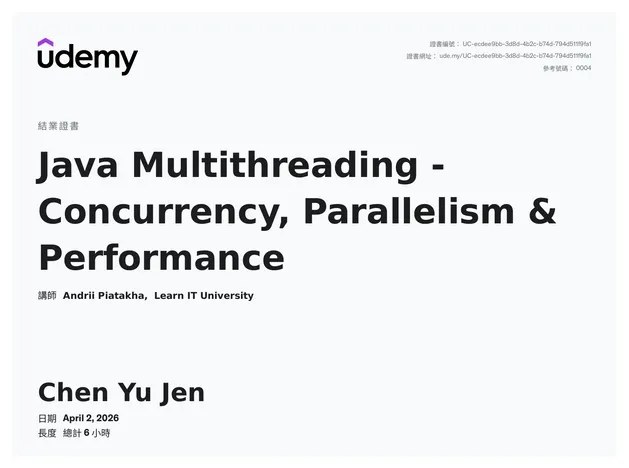 udemy
證書編號： UC-ecdee9bb-3d8d-4b2c-b74d-794d511f9fa1
證書網址： ude.my/UC-ecdee9bb-3d8d-4b2c-b74d-794d511f9fa1
參考號碼： 0004
結業證書
Java Multithreading -
Concurrency, Parallelism &
Performance
講師 Andrii Piatakha, Learn IT University
Chen Yu Jen
日期 April 2, 2026
長度 總計 6 小時